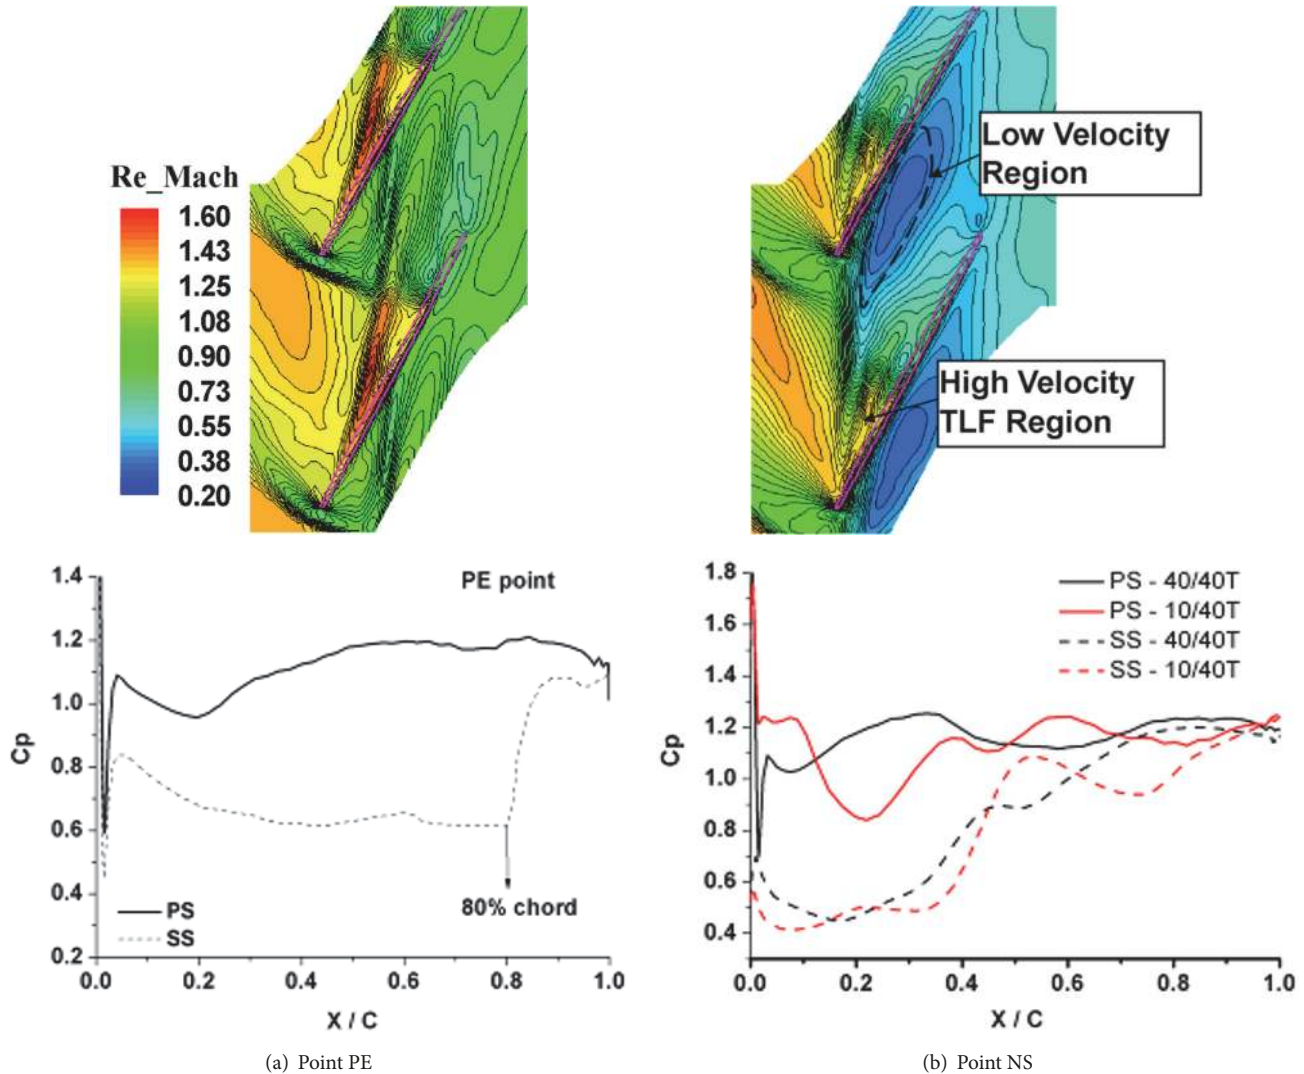 Re_Mach
1.60
1.43
1.25
1.08
0.90
0.73
0.55
0.38
0.20
Low Velocity
Region
High Velocity
TLF Region
PE point
1.4
1.2
1.0
0.8
0.6
0.4
0.2
Cp
80% chord
PS
SS
0.0 0.2 0.4 0.6 0.8 1.0
X / C
(a) Point PE
PS - 40/40T
PS - 10/40T
SS - 40/40T
SS - 10/40T
1.8
1.6
1.4
1.2
1.0
0.8
0.6
0.4
Cp
0.0 0.2 0.4 0.6 0.8 1.0
X / C
(b) Point NS